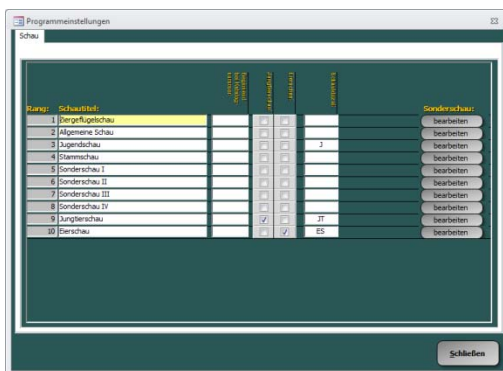 Programmeinstellungen
Schau
Rang: Schautitel: Sonderschau:
1 Ziergeflügelschau bearbeiten
2 Allgemeine Schau bearbeiten
3 Jugendschau J bearbeiten
4 Stammschau bearbeiten
5 Sonderschau I bearbeiten
6 Sonderschau II bearbeiten
7 Sonderschau III bearbeiten
8 Sonderschau IV bearbeiten
9 Jungtierschau JT bearbeiten
10 Eierschau ES bearbeiten
Schließen